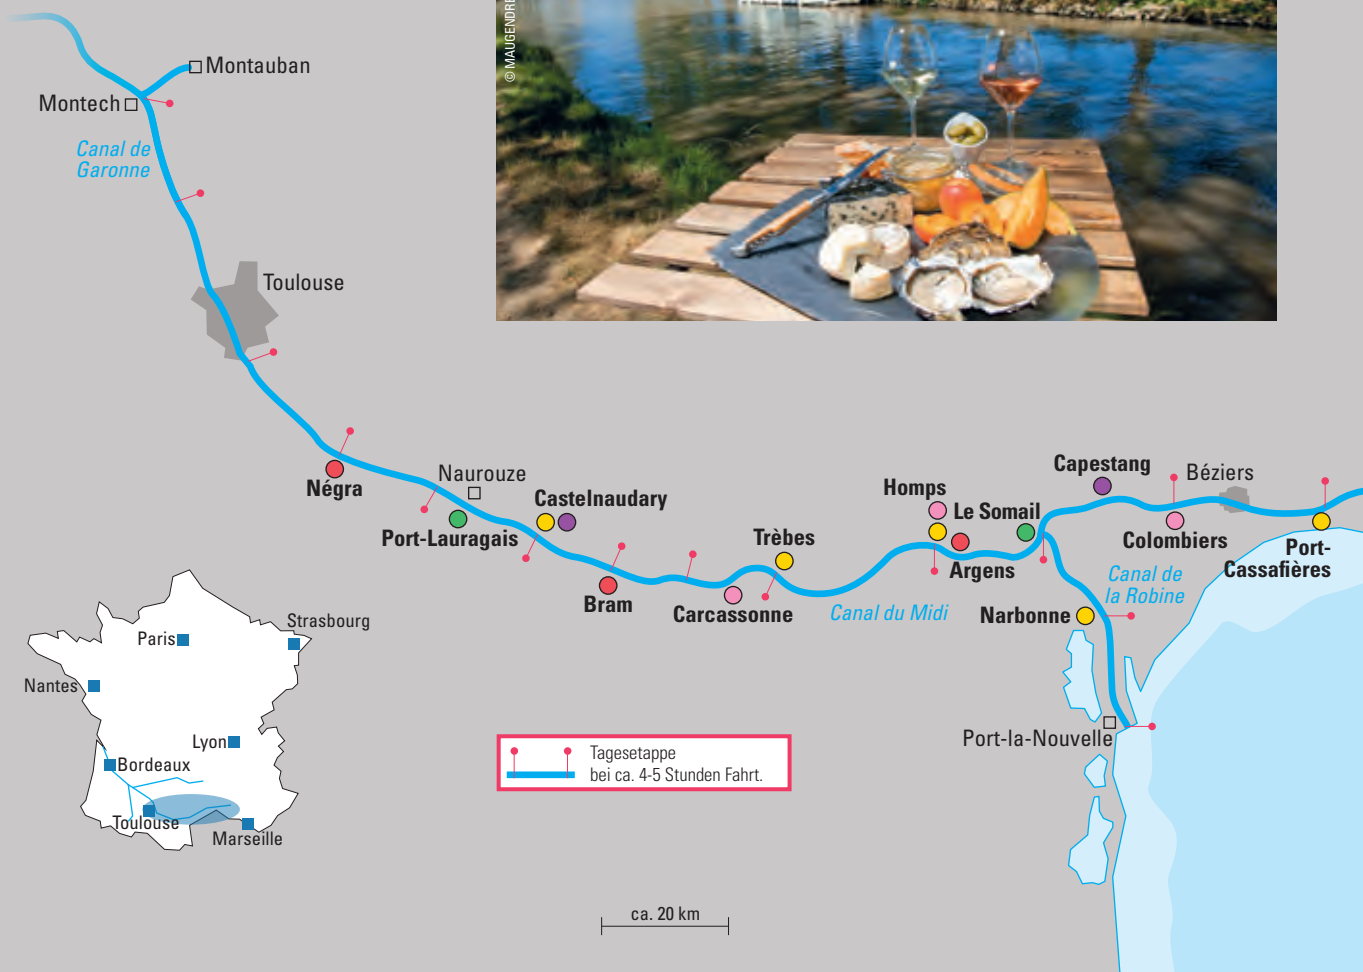 © MAUGENDRE
Montauban
Montech
Canal de
Garonne
Toulouse
Négra
Naurouze
Port-Lauragais
Castelnaudary
Bram
Carcassonne
Trèbes
Canal du Midi
Homps
Argens
Le Somail
Capestang
Béziers
Colombiers
Port-
Cassafières
Canal de
la Robine
Narbonne
Port-la-Nouvelle
Paris
Strasbourg
Nantes
Lyon
Bordeaux
Toulouse
Marseille
Tagesetappe
bei ca. 4-5 Stunden Fahrt.
ca. 20 km